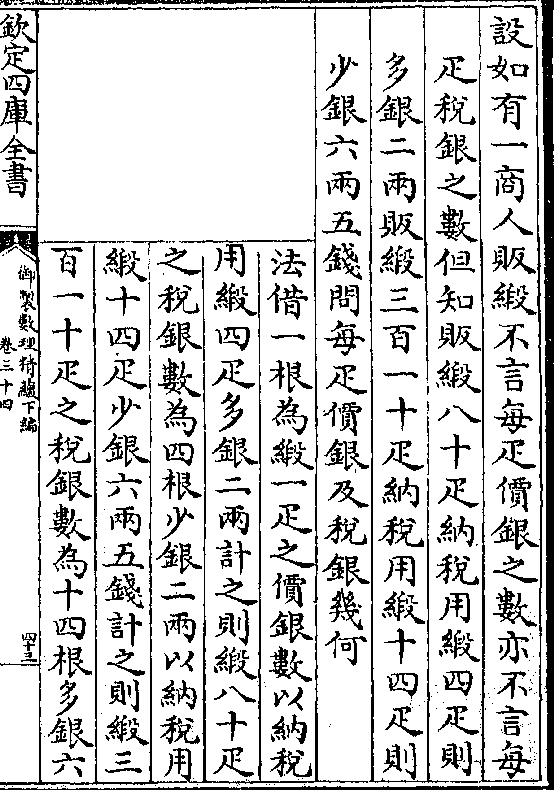 設如有一商人販緞不言每疋價銀之數亦不言每
疋稅銀之數但知販緞八十疋納稅用緞四疋則
多銀二兩販緞三百一十疋納稅用緞十四疋則
少銀六兩五錢問每疋價銀及稅銀幾何
法借一根為緞一疋之價銀數以納稅
用緞四疋多銀二兩計之則緞八十疋
之稅銀數為四根少銀二兩以納稅用
緞十四疋少銀六兩五錢計之則緞三
百一十疋之稅銀數為十四根多銀六
欽定四庫全書
御製數理精蘊下編
卷三十四
四十三